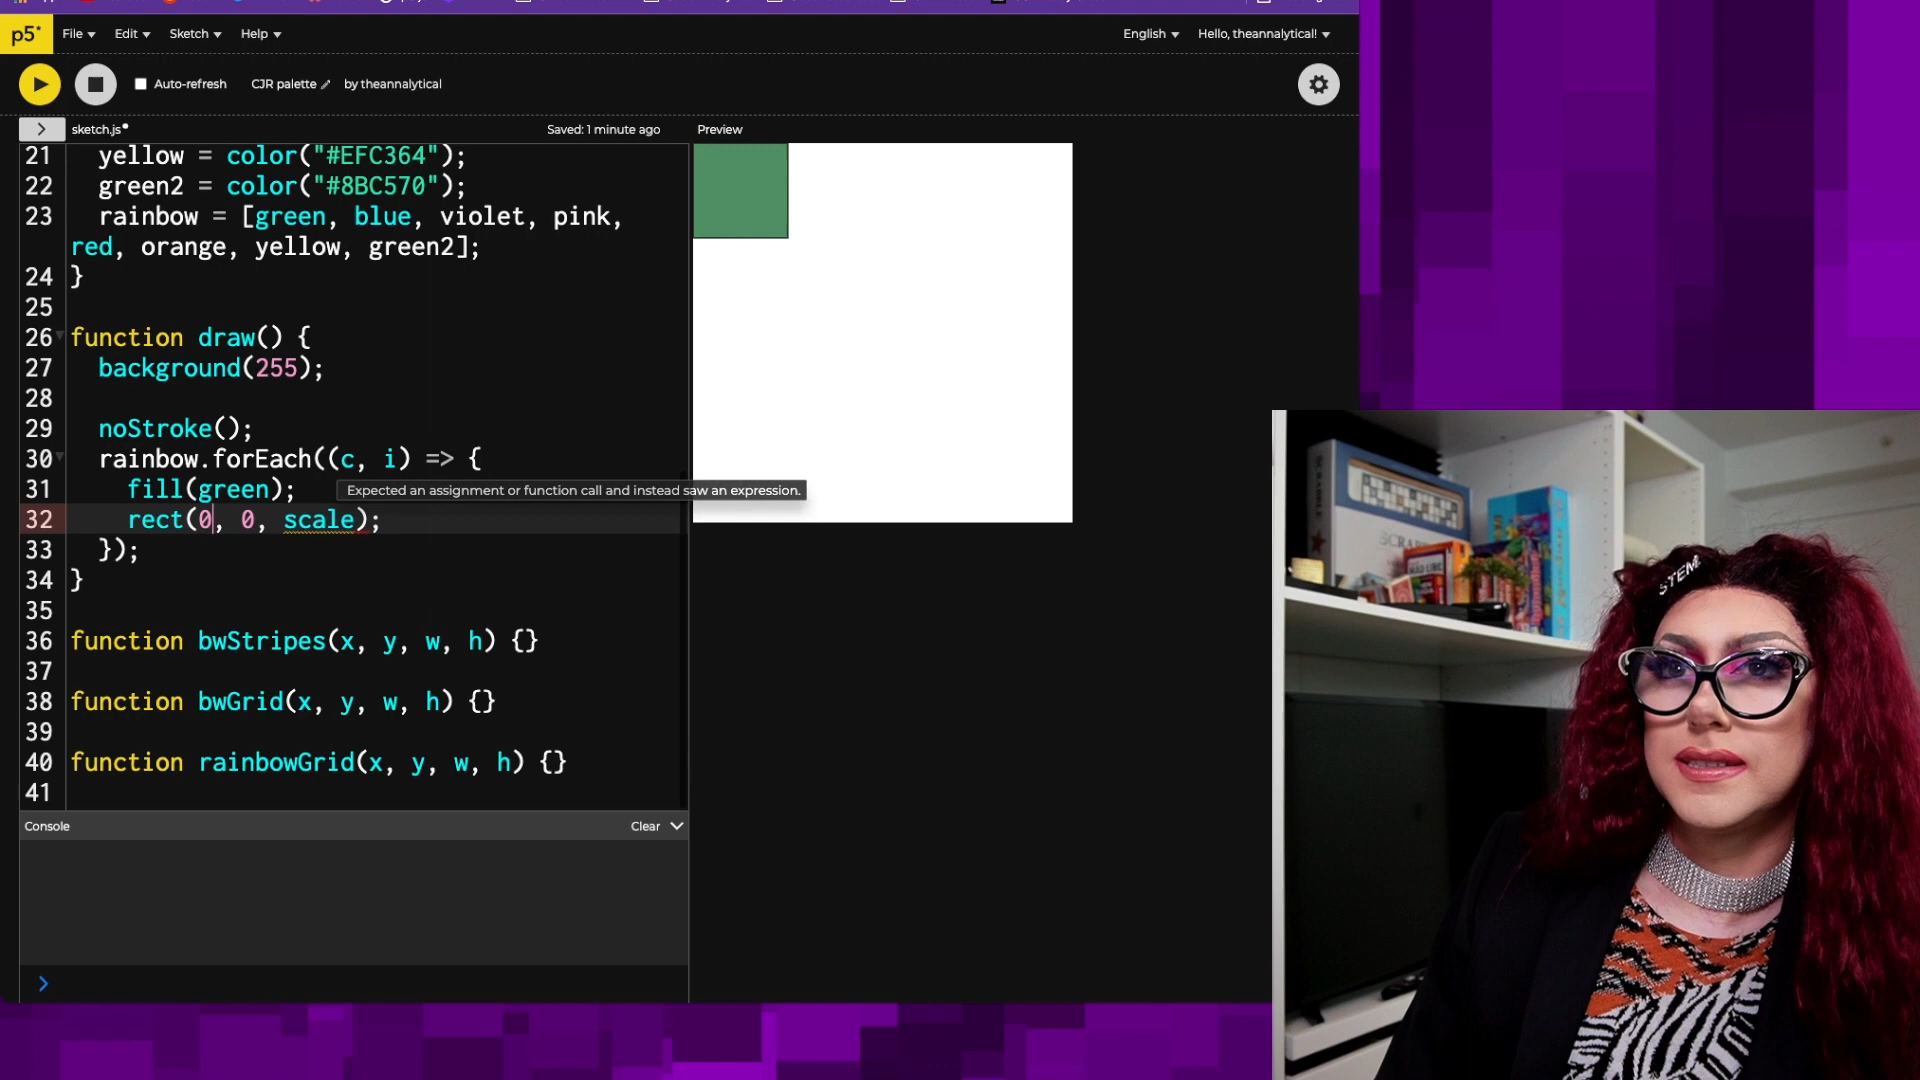 p5*
File
Edit
Sketch
Help
English
Hello, theannalytical!
Auto-refresh
CJR palette
by theannalytical
sketch.js
Saved: 1 minute ago
Preview
21 yellow = color("#EFC364");
22 green2 = color("#8BC570");
23 rainbow = [green, blue, violet, pink,
red, orange, yellow, green2];
24 }
25
26 function draw() {
27 background(255);
28
29 noStroke();
30 rainbow.forEach((c, i) => {
31 fill(green);
Expected an assignment or function call and instead saw an expression.
32 rect(0, 0, scale);
33 });
34 }
35
36 function bwStripes(x, y, w, h) {}
37
38 function bwGrid(x, y, w, h) {}
39
40 function rainbowGrid(x, y, w, h) {}
41
Console
Clear
>
STEM
MAD LIBS